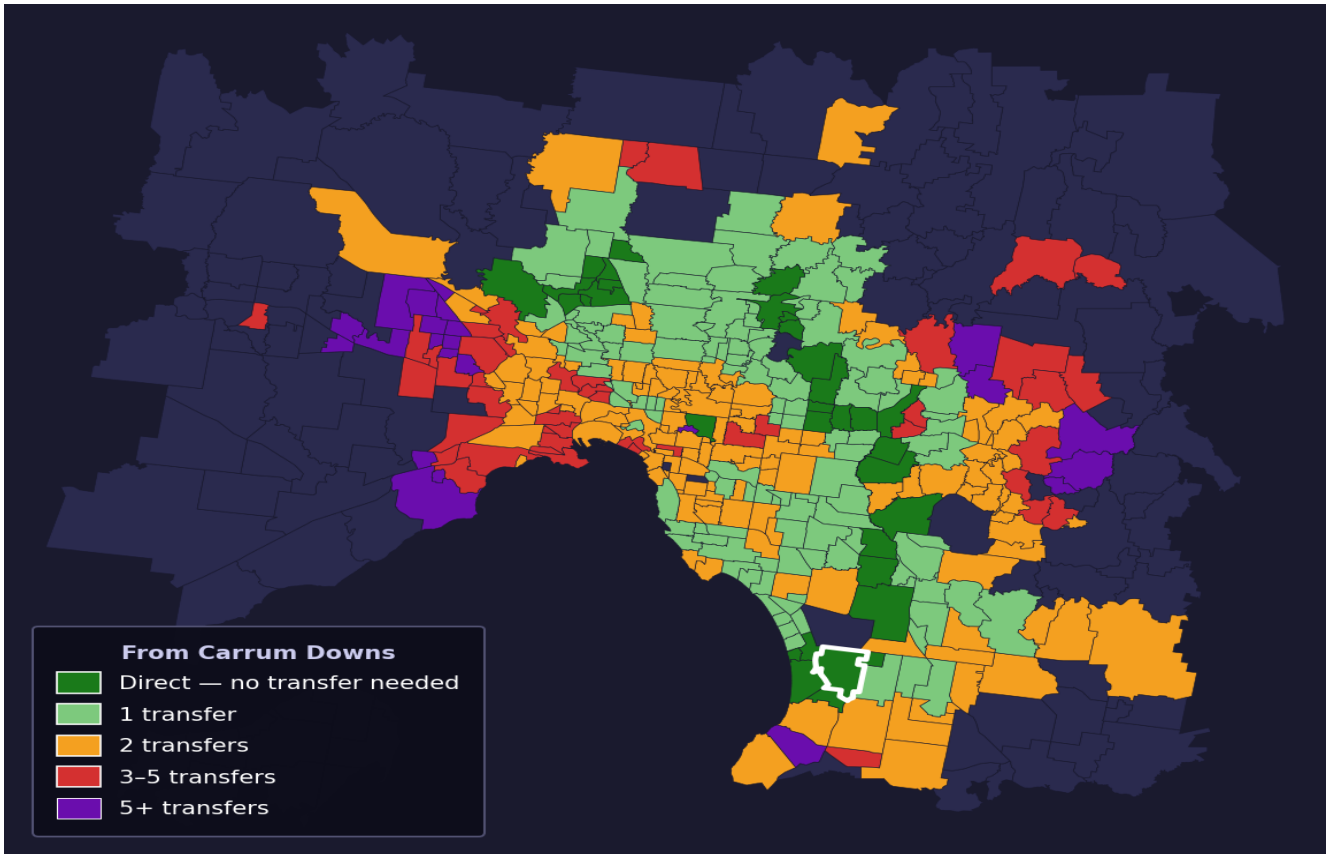 From Carrum Downs
Direct — no transfer needed
1 transfer
2 transfers
3–5 transfers
5+ transfers